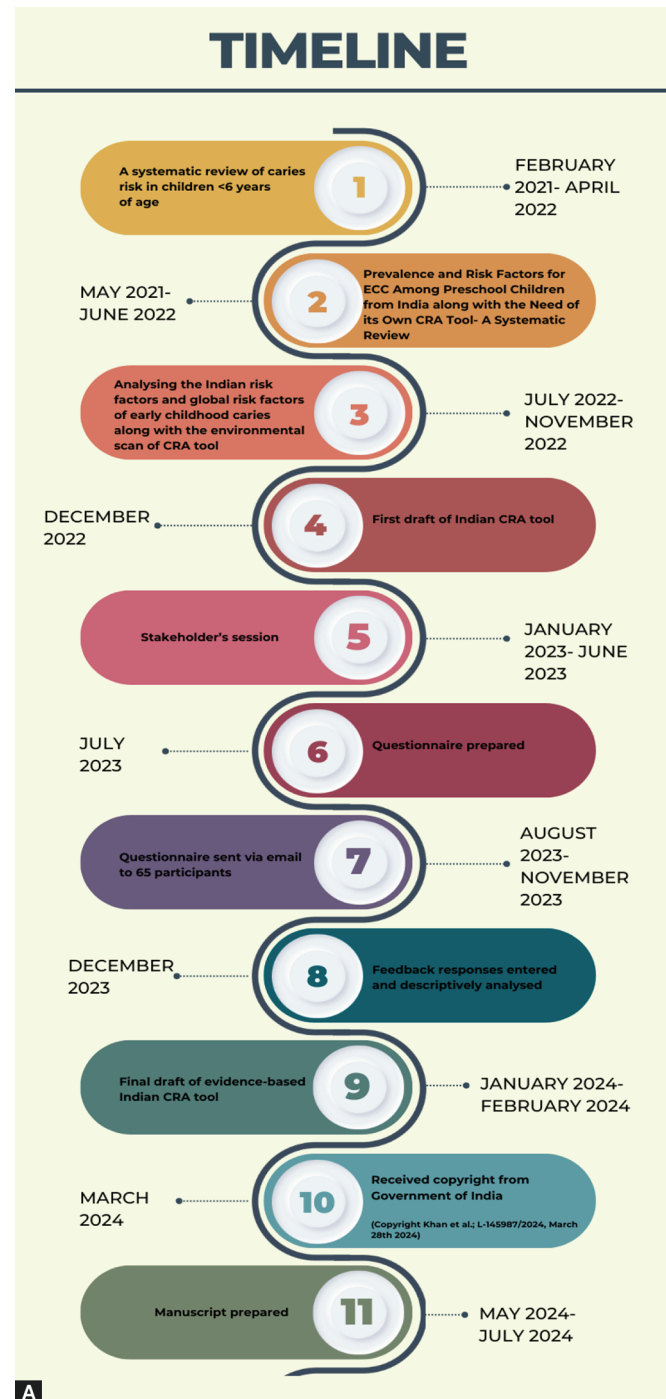 TIMELINE
A systematic review of caries
risk in children <6 years
of age
1
FEBRUARY
2021- APRIL
2022
MAY 2021-
JUNE 2022
2
Prevalence and Risk Factors for
ECC Among Preschool Children
from India along with the Need of
its Own CRA Tool- A Systematic
Review
Analysing the Indian risk
factors and global risk factors
of early childhood caries
along with the environmental
scan of CRA tool
3
JULY 2022-
NOVEMBER
2022
DECEMBER
2022
4
First draft of Indian CRA tool
Stakeholder's session
5
JANUARY
2023- JUNE
2023
JULY
2023
6
Questionnaire prepared
Questionnaire sent via email
to 65 participants
7
AUGUST
2023-
NOVEMBER
2023
DECEMBER
2023
8
Feedback responses entered
and descriptively analysed
Final draft of evidence-based
Indian CRA tool
9
JANUARY 2024-
FEBRUARY 2024
MARCH
2024
10
Received copyright from
Government of India
(Copyright Khan et al.; L-145987/2024, March
28th 2024)
Manuscript prepared
11
MAY 2024-
JULY 2024
A